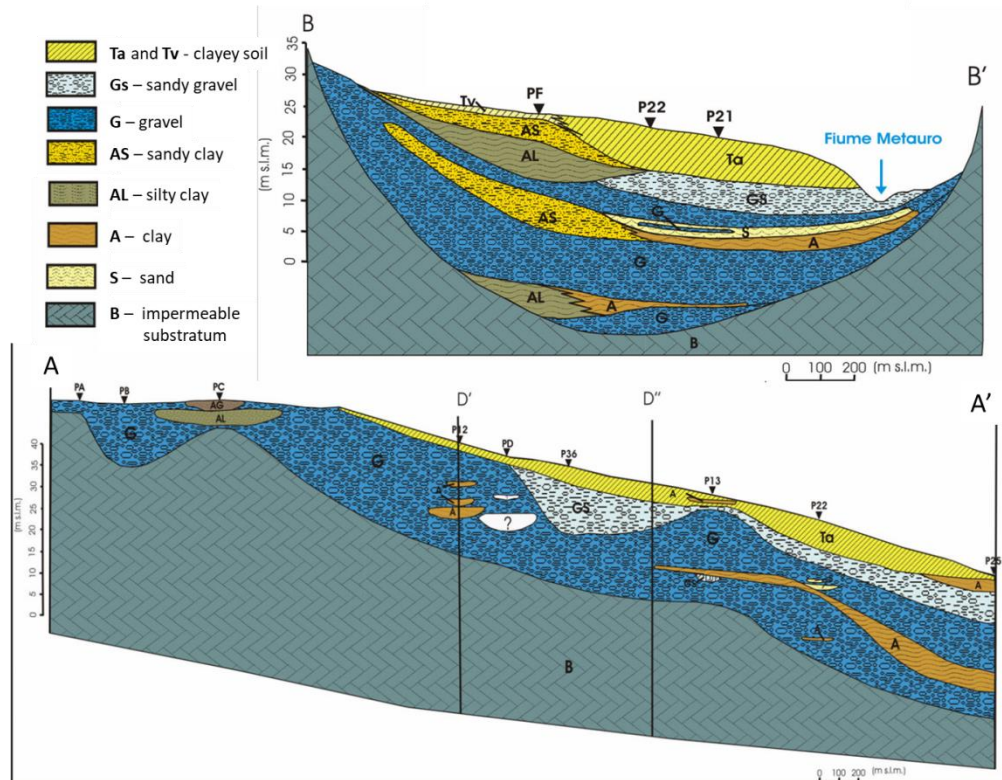 Ta and Tv - clayey soil
Gs – sandy gravel
G – gravel
AS – sandy clay
AL – silty clay
A – clay
S – sand
B – impermeable
substratum
B
B'
35
30
25
20
15
10
5
0
(m s.l.m.)
Tv
PF
P22
P21
Fiume Metauro
AS
AL
Ta
GS
G
AS
S
A
G
AL
A
G
B
0 100 200 (m s.l.m.)
A
A'
PA
PB
PC
D'
D''
AG
AL
G
P12
PD
P36
P13
P22
P25
40
35
30
25
20
15
10
5
0
(m s.l.m.)
G
A
A
?
GS
A
G
Ta
A
A
B
0 100 200 (m s.l.m.)